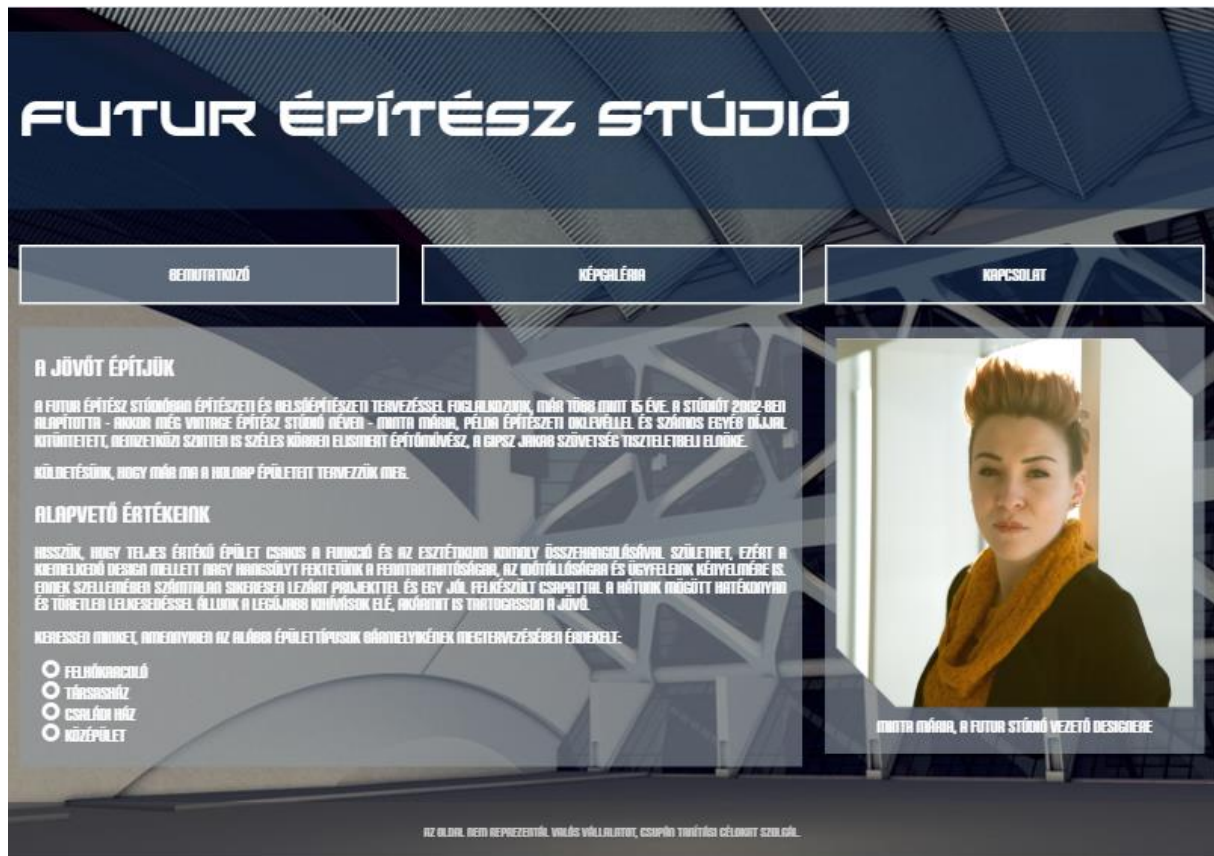 FUTUR ÉPÍTÉSZ STÚDIÓ
BEMUTATKOZÓ
KÉPGALÉRIA
KAPCSOLAT
A JÖVŐT ÉPÍTJÜK
A FUTUR ÉPÍTÉSZ STÚDIÓBAN ÉPÍTÉSZETI ÉS BELSŐÉPÍTÉSZETI TERVEZÉSSEL FOGLALKOZUNK, MÁR TÖBB MINT 15 ÉVE. A STÚDIÓT 2002-BEN
ALAPÍTOTTA - AKKOR MÉG VINTAGE ÉPÍTÉSZ STÚDIÓ NÉVEN - MINTA MÁRIA, PÉLDA ÉPÍTÉSZETI OKLEVÉLLEL ÉS SZÁMOS EGYÉB DÍJJAL
KITÜNTETETT, NEMZETKÖZI SZINTEN IS SZÉLES KÖRBEN ELISMERT ÉPÍTŐMŰVÉSZ, A GIPSZ JAKAB SZÖVETSÉG TISZTELETBELI ELNÖKE.
KÜLDETÉSÜNK, HOGY MÁR MA A HOLNAP ÉPÜLETEIT TERVEZZÜK MEG.
ALAPVETŐ ÉRTÉKEINK
HISSZÜK, HOGY TELJES ÉRTÉKŰ ÉPÜLET CSAKIS A FUNKCIÓ ÉS AZ ESZTÉTIKUM KOMOLY ÖSSZEHANGOLÁSÁVAL SZÜLETHET, EZÉRT A
KIEMELKEDŐ DESIGN MELLETT NAGY HANGSÚLYT FEKTETÜNK A FENNTARTHATÓSÁGRA, AZ IDŐTÁLLÓSÁGRA ÉS ÜGYFELEINK KÉNYELMÉRE IS.
ENNEK SZELLEMÉBEN SZÁMTALAN SIKERESEN LEZÁRT PROJEKTTEL ÉS EGY JÓL FELKÉSZÜLT CSAPATTAL A HÁTUNK MÖGÖTT HATÉKONYAN
ÉS TÖRETLEN LELKESEDÉSSEL ÁLLUNK A LEGÚJABB KIHÍVÁSOK ELÉ, AKÁRMIT IS TARTOGASSON A JÖVŐ.
KERESSEN MINKET, AMENNYIBEN AZ ALÁBBI ÉPÜLETTÍPUSOK BÁRMELYIKÉNEK MEGTERVEZÉSÉBEN ÉRDEKELT:
FELHŐKARCOLÓ
TÁRSASHÁZ
CSALÁDI HÁZ
KÖZÉPÜLET
MINTA MÁRIA, A FUTUR STÚDIÓ VEZETŐ DESIGNERE
AZ OLDAL NEM REPREZENTÁL VALÓS VÁLLALATOT, CSUPÁN TANÍTÁSI CÉLOKAT SZOLGÁL.